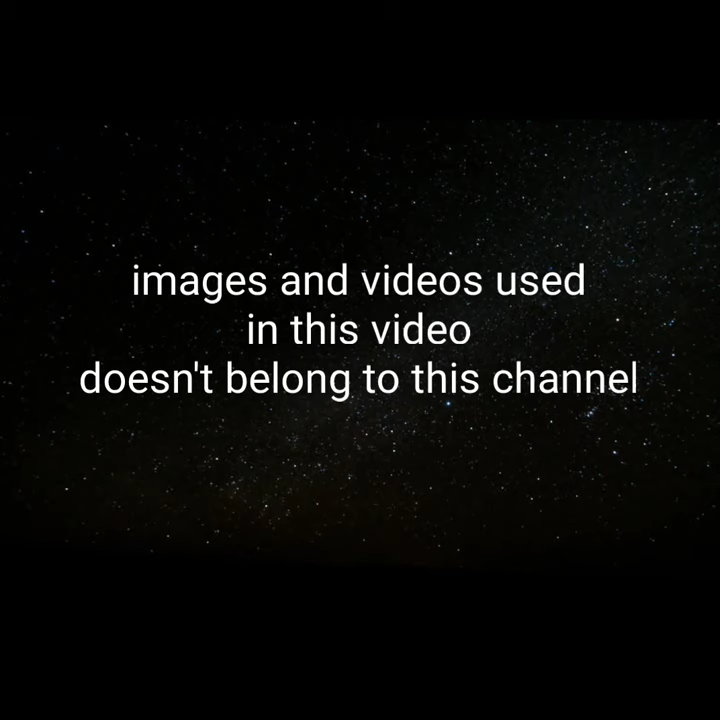 images and videos used
in this video
doesn't belong to this channel